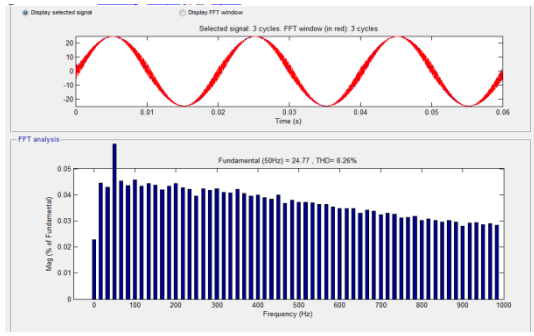 Display selected signal Display FFT window
Selected signal: 3 cycles. FFT window (in red): 3 cycles
20
10
0
-10
-20
0 0.01 0.02 0.03 0.04 0.05 0.06
Time (s)
FFT analysis
Fundamental (50Hz) = 24.77 , THD= 8.26%
0.05
0.04
0.03
0.02
0.01
0
Mag (% of Fundamental)
0 100 200 300 400 500 600 700 800 900 1000
Frequency (Hz)